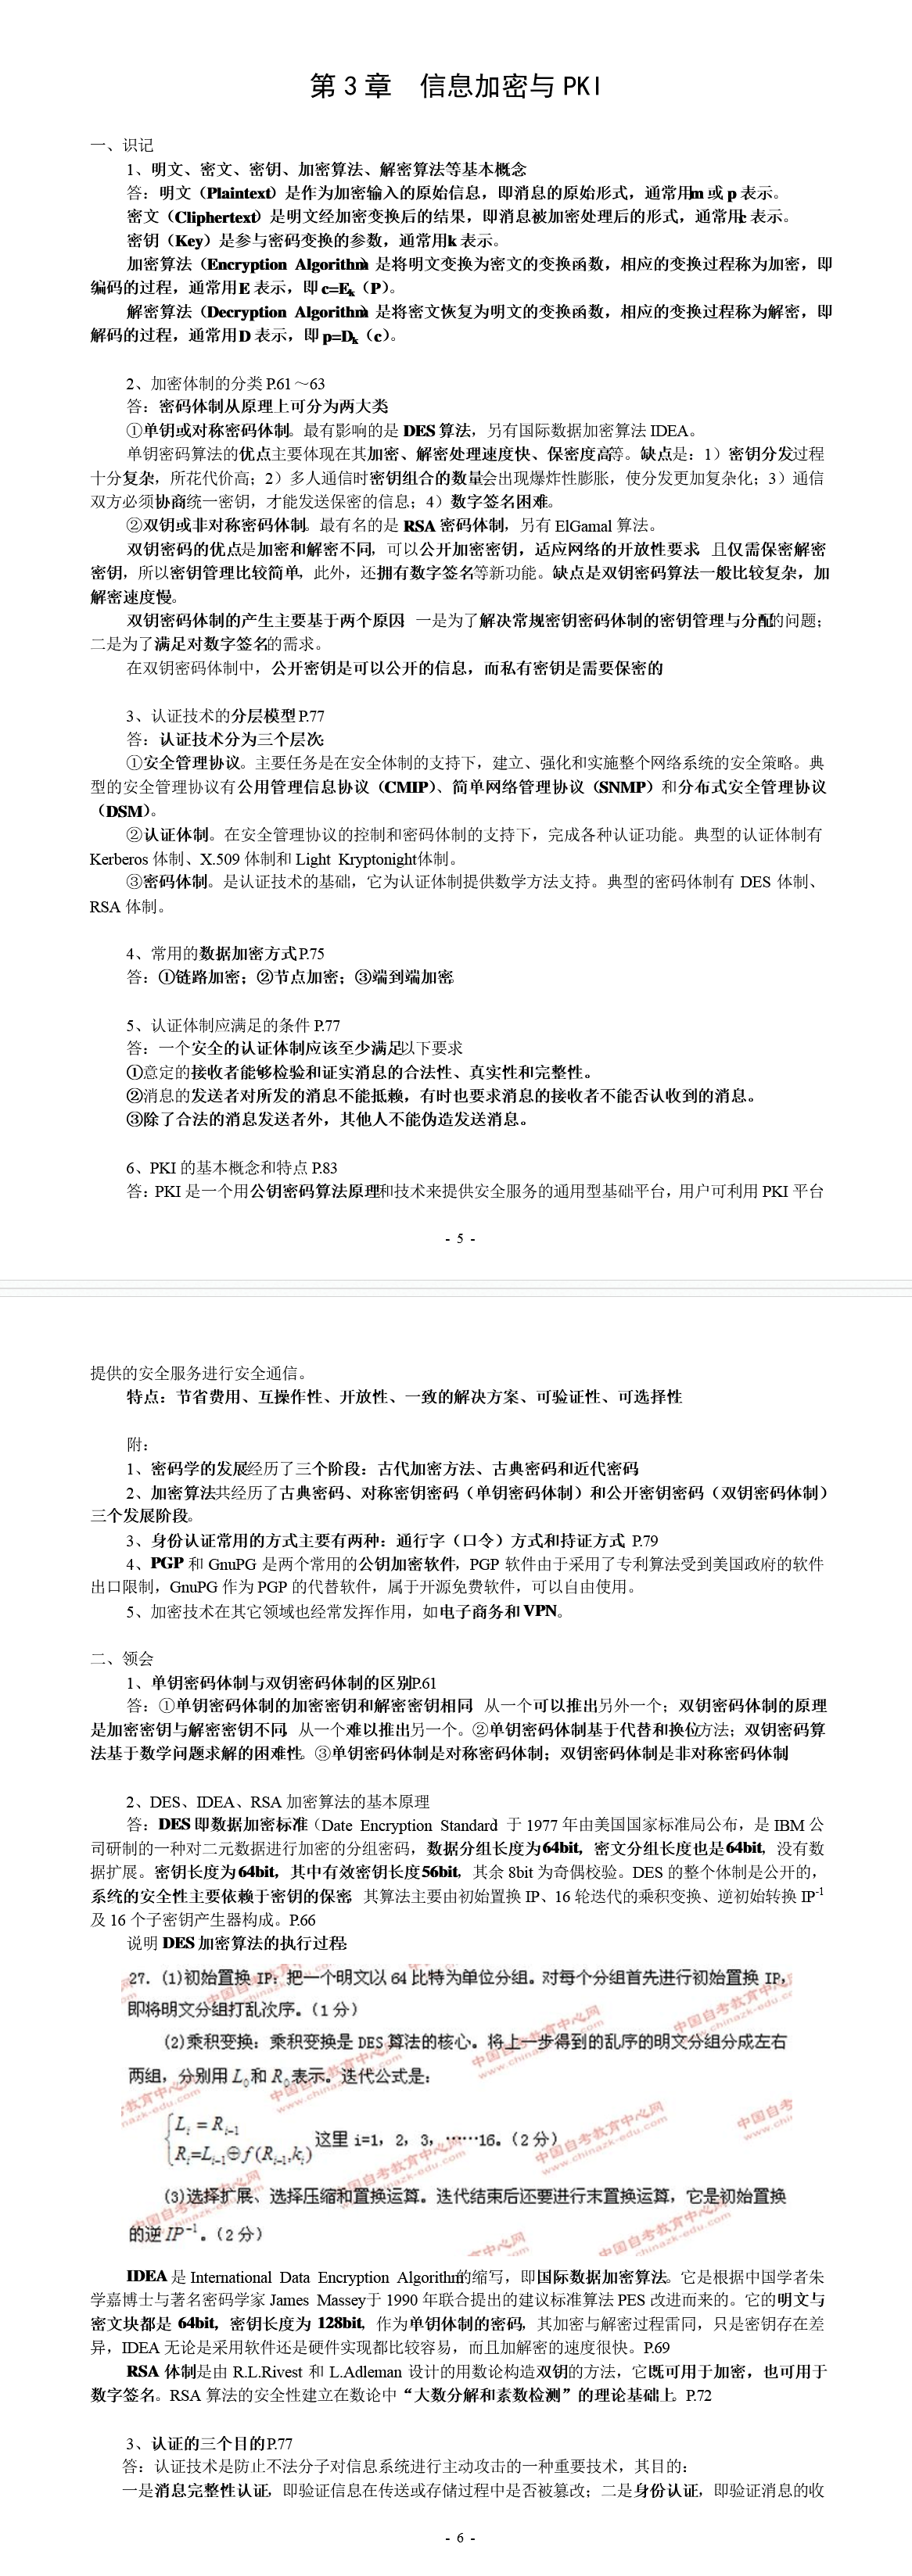 第 3 章 信息加密与 PKI
一、识记
1、明文、密文、密钥、加密算法、解密算法等基本概念
答：明文（Plaintext）是作为加密输入的原始信息，即消息的原始形式，通常用m 或 p 表示。
密文（Cliphertext）是明文经加密变换后的结果，即消息被加密处理后的形式，通常用c 表示。
密钥（Key）是参与密码变换的参数，通常用k 表示。
加密算法（Encryption Algorithm）是将明文变换为密文的变换函数，相应的变换过程称为加密，即
编码的过程，通常用 E 表示，即 c=Ek（P）。
解密算法（Decryption Algorithm）是将密文恢复为明文的变换函数，相应的变换过程称为解密，即
解码的过程，通常用 D 表示，即 p=Dk（c）。
2、加密体制的分类 P.61～63
答：密码体制从原理上可分为两大类
①单钥或对称密码体制。最有影响的是 DES 算法，另有国际数据加密算法 IDEA。
单钥密码算法的优点主要体现在其加密、解密处理速度快、保密度高等。缺点是：1）密钥分发过程
十分复杂，所花代价高；2）多人通信时密钥组合的数量会出现爆炸性膨胀，使分发更加复杂化；3）通信
双方必须协商统一密钥，才能发送保密的信息；4）数字签名困难。
②双钥或非对称密码体制。最有名的是 RSA 密码体制，另有 ElGamal 算法。
双钥密码的优点是加密和解密不同，可以公开加密密钥，适应网络的开放性要求，且仅需保密解密
密钥，所以密钥管理比较简单，此外，还拥有数字签名等新功能。缺点是双钥密码算法一般比较复杂，加
解密速度慢。
双钥密码体制的产生主要基于两个原因：一是为了解决常规密钥密码体制的密钥管理与分配的问题；
二是为了满足对数字签名的需求。
在双钥密码体制中，公开密钥是可以公开的信息，而私有密钥是需要保密的
3、认证技术的分层模型 P.77
答：认证技术分为三个层次：
①安全管理协议。主要任务是在安全体制的支持下，建立、强化和实施整个网络系统的安全策略。典
型的安全管理协议有公用管理信息协议（CMIP）、简单网络管理协议（SNMP）和分布式安全管理协议
（DSM）。
②认证体制。在安全管理协议的控制和密码体制的支持下，完成各种认证功能。典型的认证体制有
Kerberos 体制、X.509 体制和 Light Kryptonight体制。
③密码体制。是认证技术的基础，它为认证体制提供数学方法支持。典型的密码体制有 DES 体制、
RSA 体制。
4、常用的数据加密方式 P.75
答：①链路加密；②节点加密；③端到端加密
5、认证体制应满足的条件 P.77
答：一个安全的认证体制应该至少满足以下要求
①意定的接收者能够检验和证实消息的合法性、真实性和完整性。
②消息的发送者对所发的消息不能抵赖，有时也要求消息的接收者不能否认收到的消息。
③除了合法的消息发送者外，其他人不能伪造发送消息。
6、PKI 的基本概念和特点 P.83
答：PKI 是一个用公钥密码算法原理和技术来提供安全服务的通用型基础平台，用户可利用 PKI 平台
- 5 -
提供的安全服务进行安全通信。
特点：节省费用、互操作性、开放性、一致的解决方案、可验证性、可选择性
附：
1、密码学的发展经历了三个阶段：古代加密方法、古典密码和近代密码
2、加密算法共经历了古典密码、对称密钥密码（单钥密码体制）和公开密钥密码（双钥密码体制）
三个发展阶段。
3、身份认证常用的方式主要有两种：通行字（口令）方式和持证方式 P.79
4、PGP 和 GnuPG 是两个常用的公钥加密软件，PGP 软件由于采用了专利算法受到美国政府的软件
出口限制，GnuPG 作为 PGP 的代替软件，属于开源免费软件，可以自由使用。
5、加密技术在其它领域也经常发挥作用，如电子商务和 VPN。
二、领会
1、单钥密码体制与双钥密码体制的区别P.61
答：①单钥密码体制的加密密钥和解密密钥相同，从一个可以推出另外一个；双钥密码体制的原理
是加密密钥与解密密钥不同，从一个难以推出另一个。②单钥密码体制基于代替和换位方法；双钥密码算
法基于数学问题求解的困难性。③单钥密码体制是对称密码体制；双钥密码体制是非对称密码体制
2、DES、IDEA、RSA 加密算法的基本原理
答：DES 即数据加密标准（Date Encryption Standard）于 1977 年由美国国家标准局公布，是 IBM 公
司研制的一种对二元数据进行加密的分组密码，数据分组长度为64bit，密文分组长度也是64bit，没有数
据扩展。密钥长度为64bit，其中有效密钥长度56bit，其余 8bit 为奇偶校验。DES 的整个体制是公开的，
系统的安全性主要依赖于密钥的保密，其算法主要由初始置换 IP、16 轮迭代的乘积变换、逆初始转换 IP-1
及 16 个子密钥产生器构成。P.66
说明 DES 加密算法的执行过程：
27. (1)初始置换 IP：把一个明文以 64 比特为单位分组。对每个分组首先进行初始置换 IP，
即将明文分组打乱次序。（1 分）
(2)乘积变换：乘积变换是 DES 算法的核心。将上一步得到的乱序的明文分组分成左右
两组，分别用 L0和 R0表示。迭代公式是：
Li = Ri-1
Ri=Li-1⊕f(Ri-1,ki) 这里 i=1，2，3，……16。（2 分）
(3)选择扩展、选择压缩和置换运算。迭代结束后还要进行末置换运算，它是初始置换
的逆 IP-1。（2 分）
中国自考教育中心网
www.chinazk-edu.com
IDEA 是 International Data Encryption Algorithm的缩写，即国际数据加密算法。它是根据中国学者朱
学嘉博士与著名密码学家 James Massey于 1990 年联合提出的建议标准算法 PES 改进而来的。它的明文与
密文块都是 64bit，密钥长度为 128bit，作为单钥体制的密码，其加密与解密过程雷同，只是密钥存在差
异，IDEA 无论是采用软件还是硬件实现都比较容易，而且加解密的速度很快。P.69
RSA 体制是由 R.L.Rivest 和 L.Adleman 设计的用数论构造双钥的方法，它既可用于加密，也可用于
数字签名。RSA 算法的安全性建立在数论中“大数分解和素数检测”的理论基础上。P.72
3、认证的三个目的P.77
答：认证技术是防止不法分子对信息系统进行主动攻击的一种重要技术，其目的：
一是消息完整性认证，即验证信息在传送或存储过程中是否被篡改；二是身份认证，即验证消息的收
- 6 -